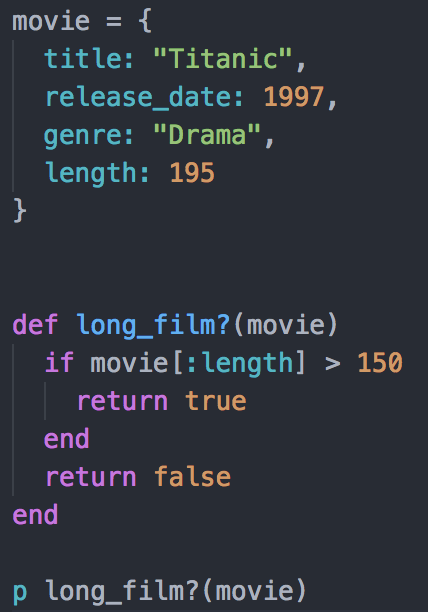 movie = {
  title: "Titanic",
  release_date: 1997,
  genre: "Drama",
  length: 195
}
def long_film?(movie)
  if movie[:length] > 150
    return true
  end
  return false
end
p long_film?(movie)